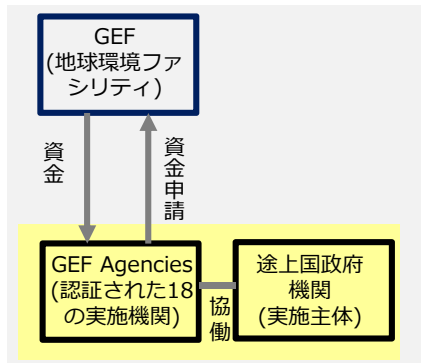 GEF
(地球環境ファ
シリティ)
資金
資金申請
GEF Agencies
(認証された18
の実施機関)
協働
途上国政府
機関
(実施主体)